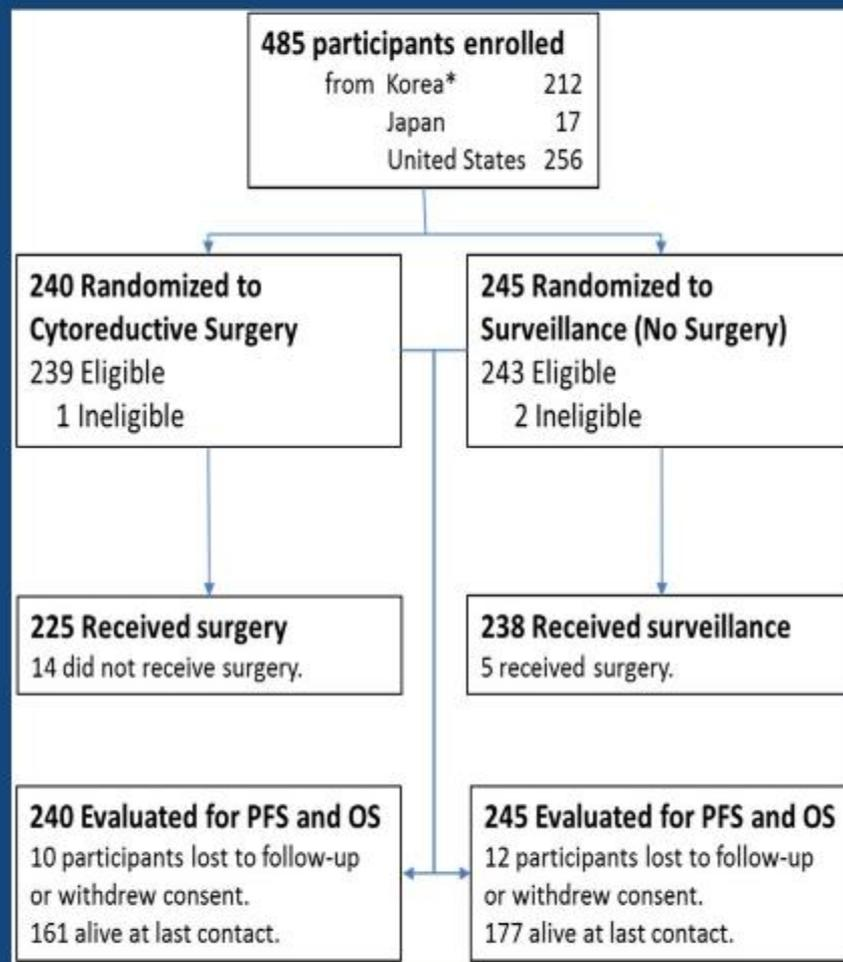 485 participants enrolled
from Korea* 212
Japan 17
United States 256
240 Randomized to
Cytoreductive Surgery
239 Eligible
1 Ineligible
245 Randomized to
Surveillance (No Surgery)
243 Eligible
2 Ineligible
225 Received surgery
14 did not receive surgery.
238 Received surveillance
5 received surgery.
240 Evaluated for PFS and OS
10 participants lost to follow-up
or withdrew consent.
161 alive at last contact.
245 Evaluated for PFS and OS
12 participants lost to follow-up
or withdrew consent.
177 alive at last contact.